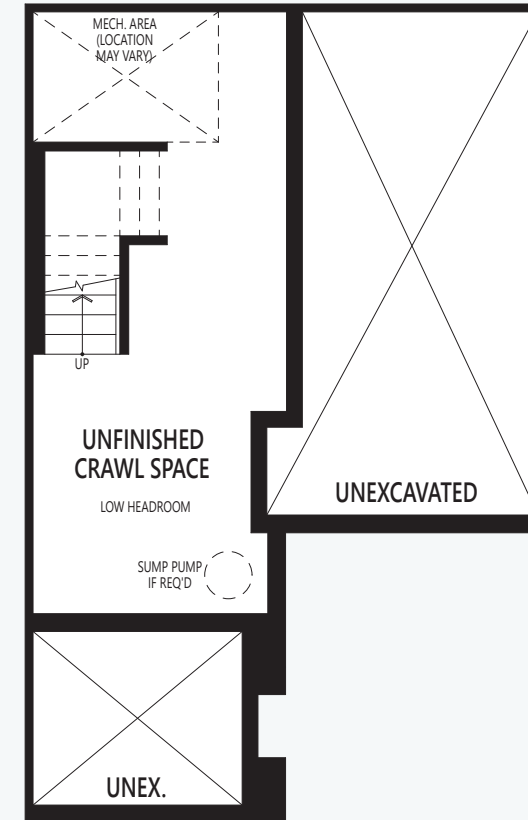 MECH. AREA
(LOCATION
MAY VARY)
UP
UNFINISHED
CRAWL SPACE
LOW HEADROOM
UNEXCAVATED
SUMP PUMP
IF REQ'D
UNEX.